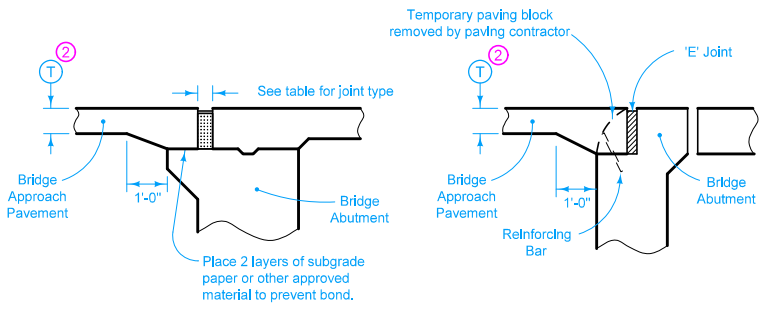 2
T
See table for joint type
Bridge
Approach
Pavement
1'-0"
Bridge
Abutment
Place 2 layers of subgrade
paper or other approved
material to prevent bond.
Temporary paving block
removed by paving contractor
2
T
'E' Joint
Bridge
Approach
Pavement
1'-0"
Reinforcing
Bar
Bridge
Abutment